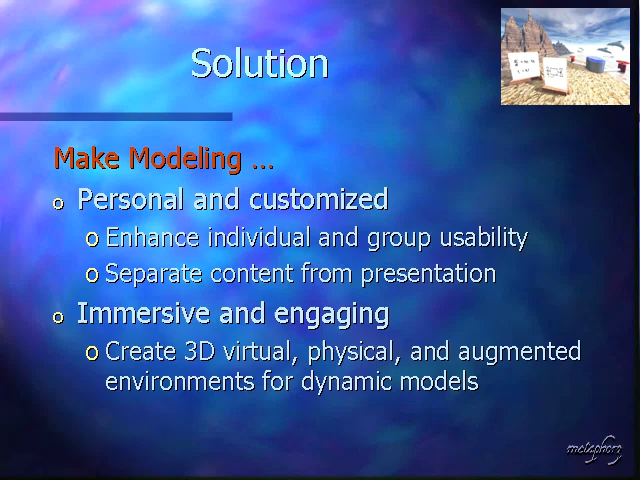 Solution
Make Modeling ...
o Personal and customized
o Enhance individual and group usability
o Separate content from presentation
o Immersive and engaging
o Create 3D virtual, physical, and augmented
environments for dynamic models